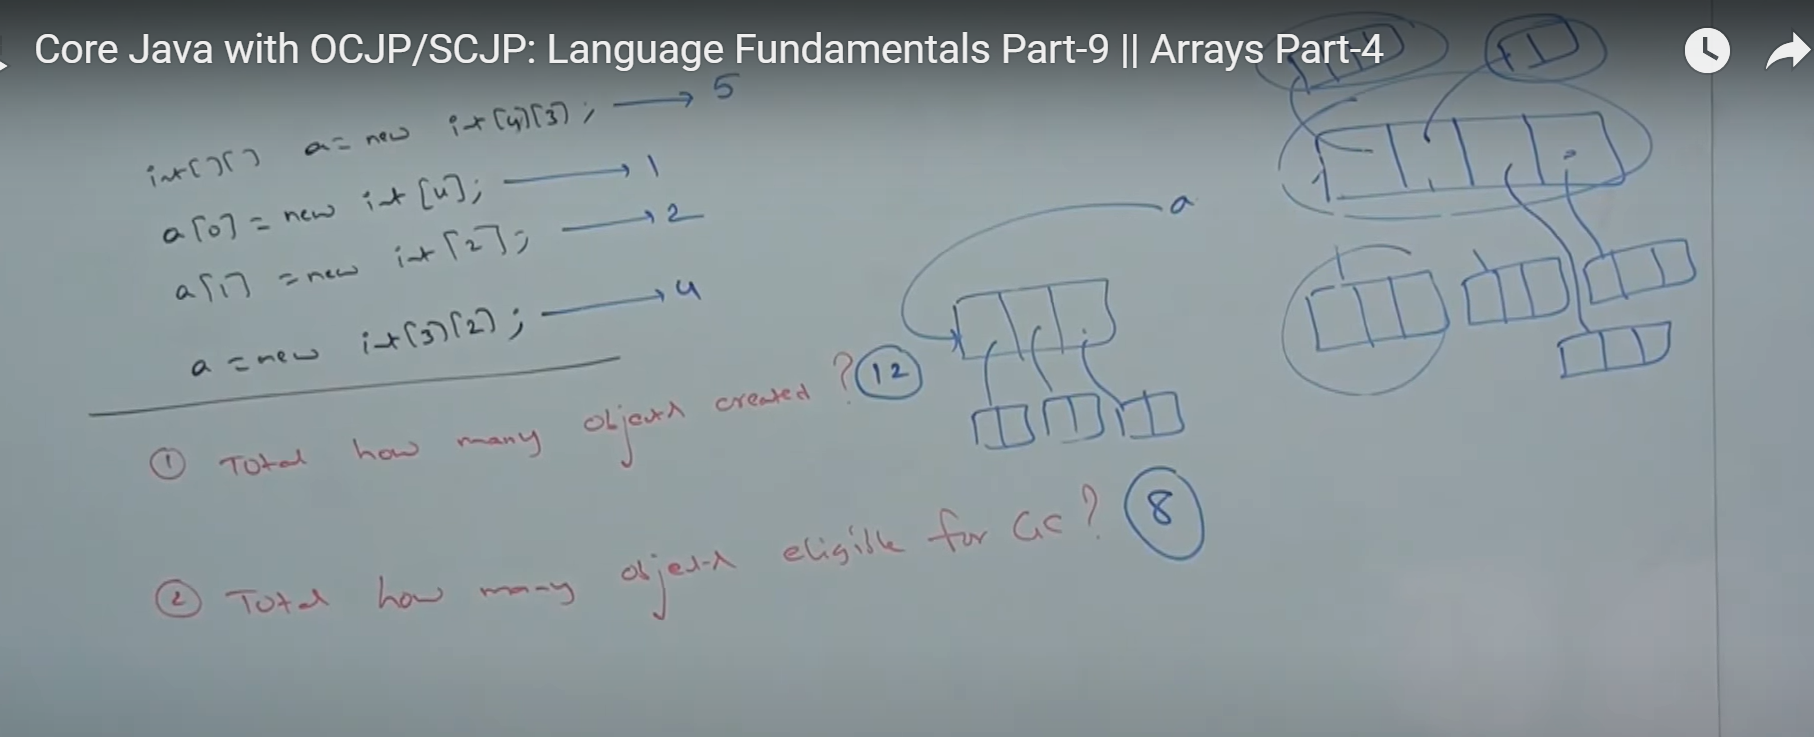 Core Java with OCJP/SCJP: Language Fundamentals Part-9 || Arrays Part-4
int[][] a = new int[4][3]; → 5
a[0] = new int[4]; → 1
a[1] = new int[2]; → 2
a = new int[3][2]; → 4
a
① Total how many objects created ? 12
② Total how many objects eligible for GC ? 8